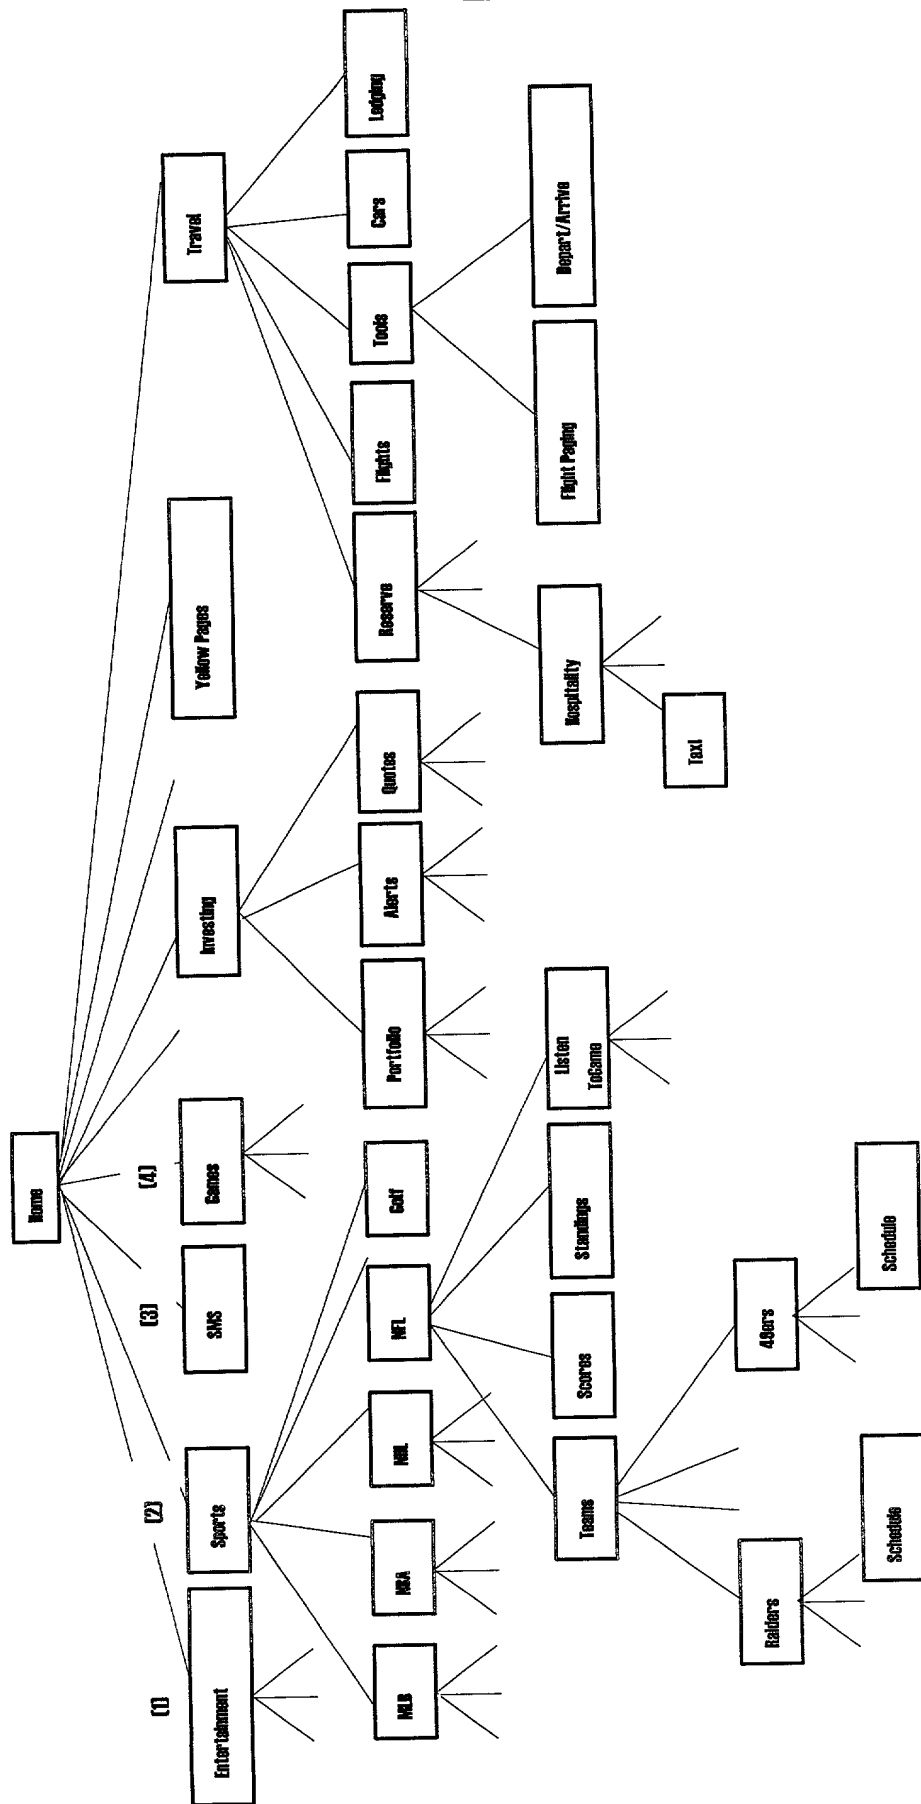 Home
(1)
(2)
(3)
(4)
Entertainment
Sports
SMS
Games
Investing
Yellow Pages
Travel
MLB
NBA
NHL
NFL
Golf
Portfolio
Alerts
Quotes
Reserve
Flights
Tools
Cars
Lodging
Teams
Scores
Standings
Listen
ToGame
Hospitality
Flight Paging
Depart/Arrive
Raiders
49ers
Taxi
Schedule
Schedule